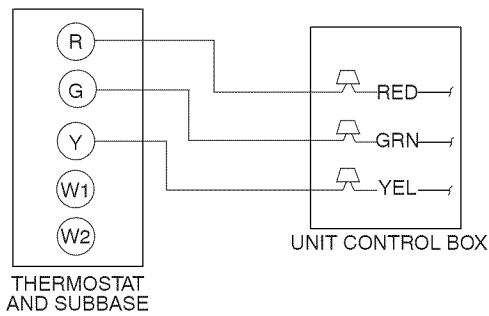 R
RED
G
GRN
Y
YEL
W1
W2
UNIT CONTROL BOX
THERMOSTAT
AND SUBBASE